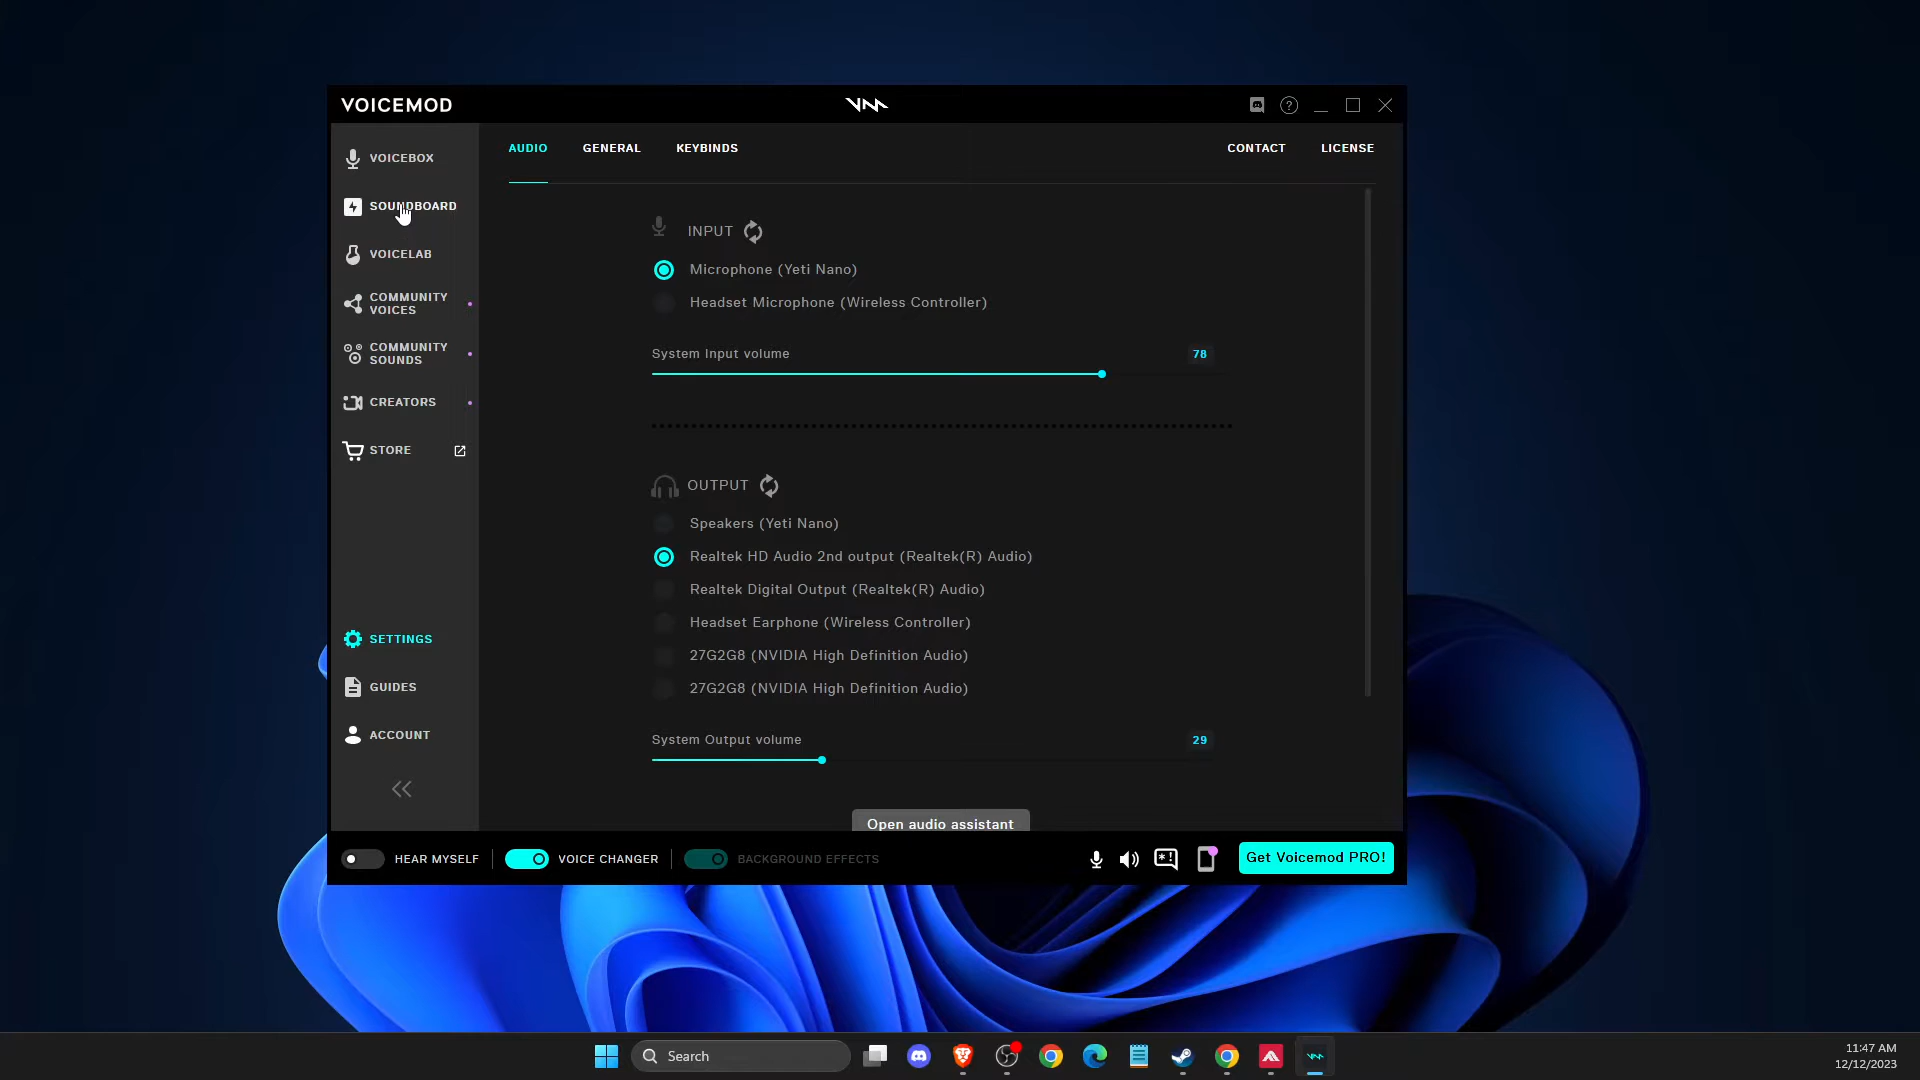 VOICEMOD
VOICEBOX
SOUNDBOARD
VOICELAB
COMMUNITY
VOICES
COMMUNITY
SOUNDS
CREATORS
STORE
SETTINGS
GUIDES
ACCOUNT
AUDIO
GENERAL
KEYBINDS
CONTACT
LICENSE
INPUT
Microphone (Yeti Nano)
Headset Microphone (Wireless Controller)
System Input volume
78
OUTPUT
Speakers (Yeti Nano)
Realtek HD Audio 2nd output (Realtek(R) Audio)
Realtek Digital Output (Realtek(R) Audio)
Headset Earphone (Wireless Controller)
27G2G8 (NVIDIA High Definition Audio)
27G2G8 (NVIDIA High Definition Audio)
System Output volume
29
Open audio assistant
HEAR MYSELF
VOICE CHANGER
BACKGROUND EFFECTS
Get Voicemod PRO!
Search
11:47 AM
12/12/2023